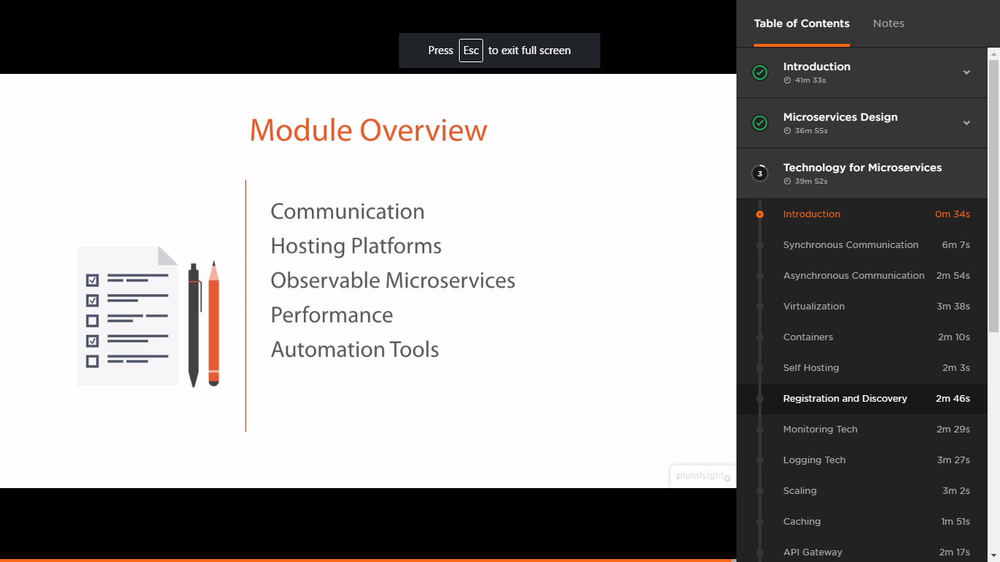 Press Esc to exit full screen
Module Overview
Communication
Hosting Platforms
Observable Microservices
Performance
Automation Tools
pluralsight
Table of Contents
Notes
Introduction
41m 33s
Microservices Design
36m 55s
3
Technology for Microservices
39m 52s
Introduction 0m 34s
Synchronous Communication 6m 7s
Asynchronous Communication 2m 54s
Virtualization 3m 38s
Containers 2m 10s
Self Hosting 2m 3s
Registration and Discovery 2m 46s
Monitoring Tech 2m 29s
Logging Tech 3m 27s
Scaling 3m 2s
Caching 1m 51s
API Gateway 2m 17s